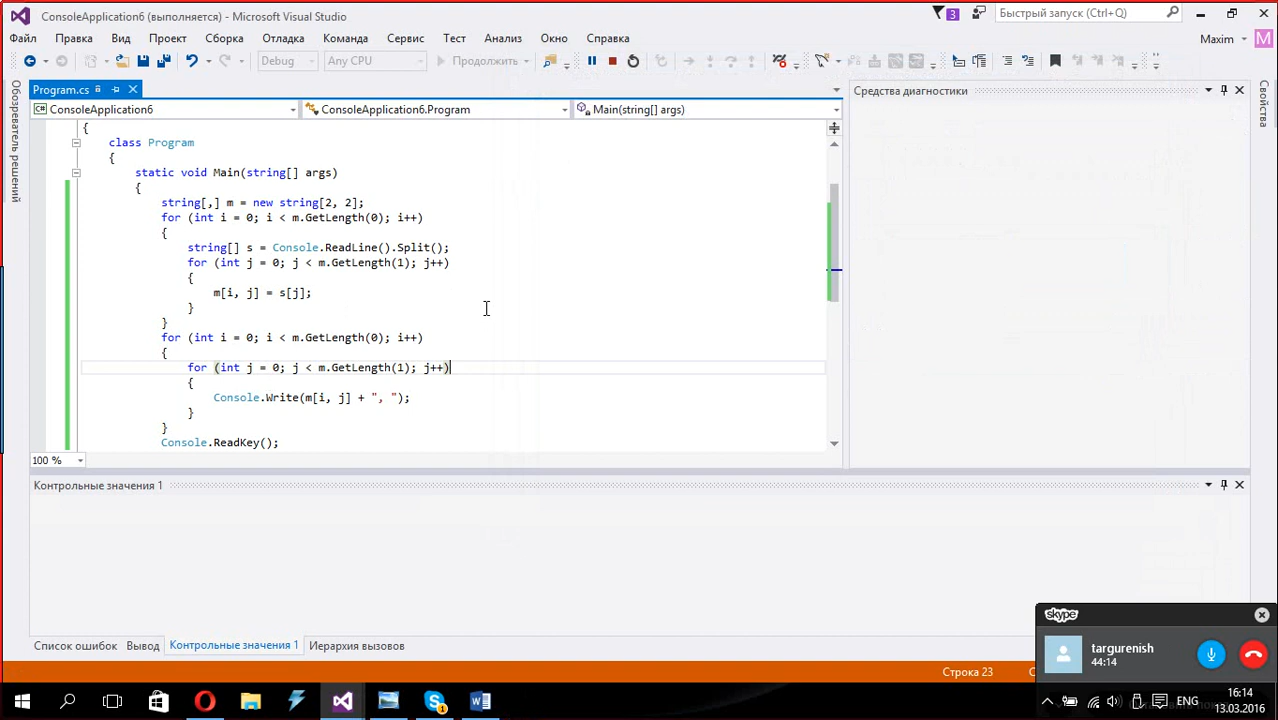 ConsoleApplication6 (выполняется) - Microsoft Visual Studio
3
Быстрый запуск (Ctrl+Q)
Файл Правка Вид Проект Сборка Отладка Команда Сервис Тест Анализ Окно Справка
Maxim M
Debug Any CPU Продолжить
Обозреватель решений
Program.cs
Средства диагностики
Свойства
C# ConsoleApplication6 ConsoleApplication6.Program Main(string[] args)
{
class Program
{
static void Main(string[] args)
{
string[,] m = new string[2, 2];
for (int i = 0; i < m.GetLength(0); i++)
{
string[] s = Console.ReadLine().Split();
for (int j = 0; j < m.GetLength(1); j++)
{
m[i, j] = s[j];
}
}
for (int i = 0; i < m.GetLength(0); i++)
{
for (int j = 0; j < m.GetLength(1); j++)
{
Console.Write(m[i, j] + ", ");
}
}
Console.ReadKey();
100 %
Контрольные значения 1
Список ошибок Вывод Контрольные значения 1 Иерархия вызовов
skype
targurenish
44:14
Строка 23
ENG
16:14
13.03.2016